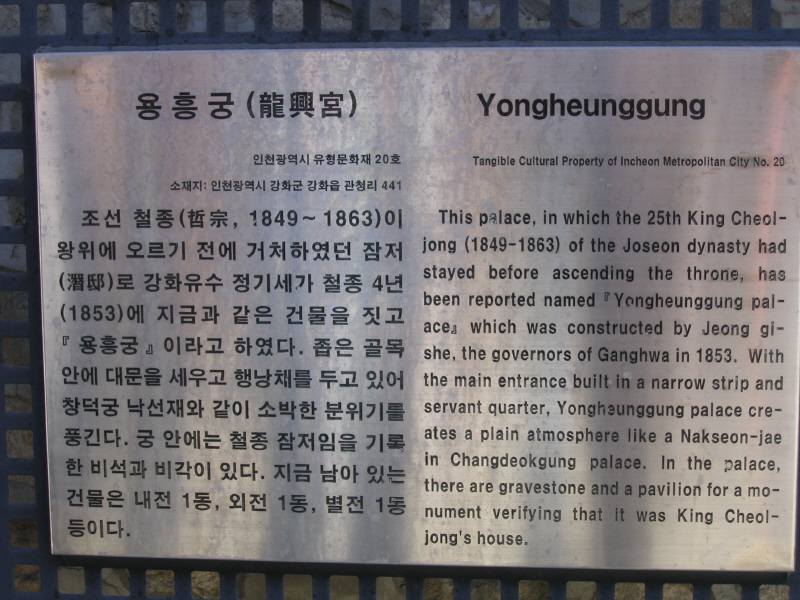 용흥궁 (龍興宮)
인천광역시 유형문화재 20호
소재지: 인천광역시 강화군 강화읍 관청리 441
조선 철종(哲宗, 1849~1863)이
왕위에 오르기 전에 거처하였던 잠저
(潛邸)로 강화유수 정기세가 철종 4년
(1853)에 지금과 같은 건물을 짓고
『용흥궁』이라고 하였다. 좁은 골목
안에 대문을 세우고 행낭채를 두고 있어
창덕궁 낙선재와 같이 소박한 분위기를
풍긴다. 궁 안에는 철종 잠저임을 기록
한 비석과 비각이 있다. 지금 남아 있는
건물은 내전 1동, 외전 1동, 별전 1동
등이다.
Yongheunggung
Tangible Cultural Property of Incheon Metropolitan City No. 20
This palace, in which the 25th King Cheol-
jong (1849-1863) of the Joseon dynasty had
stayed before ascending the throne, has
been reported named 『Yongheunggung pal-
ace』 which was constructed by Jeong gi-
she, the governors of Ganghwa in 1853. With
the main entrance built in a narrow strip and
servant quarter, Yongheunggung palace cre-
ates a plain atmosphere like a Nakseon-jae
in Changdeokgung palace. In the palace,
there are gravestone and a pavilion for a mo-
nument verifying that it was King Cheol-
jong's house.